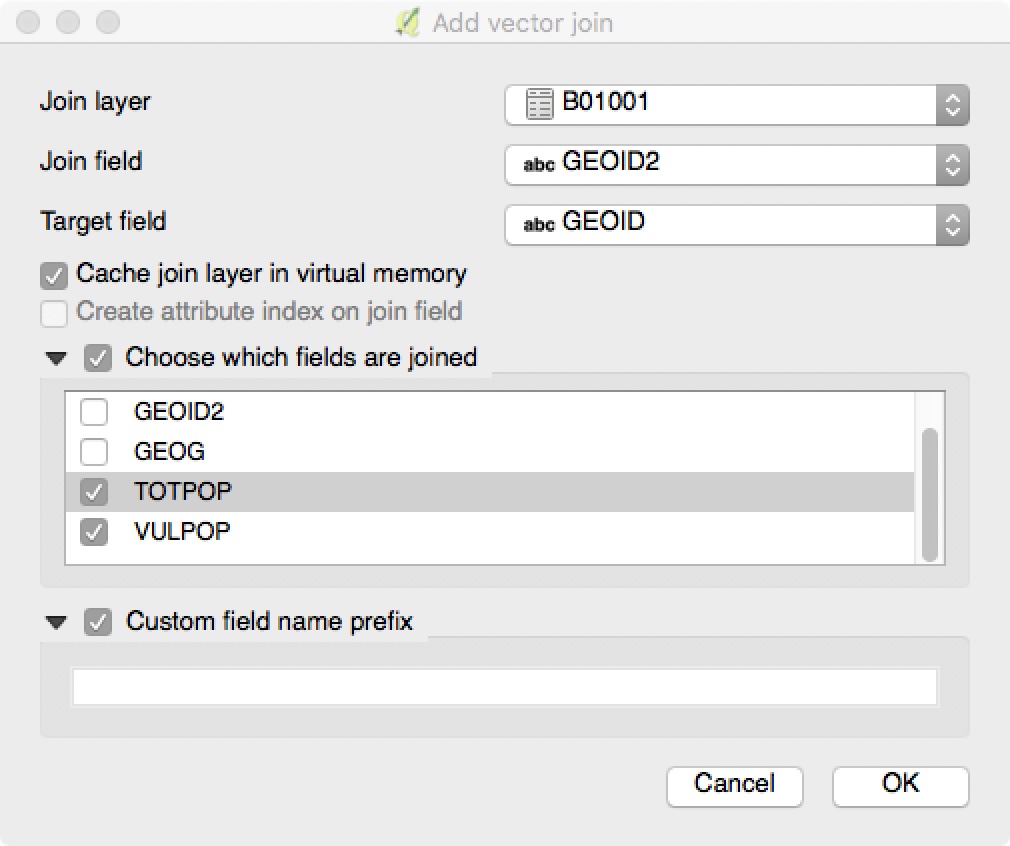 Add vector join
Join layer
B01001
Join field
abc GEOID2
Target field
abc GEOID
Cache join layer in virtual memory
Create attribute index on join field
Choose which fields are joined
GEOID2
GEOG
TOTPOP
VULPOP
Custom field name prefix
Cancel
OK